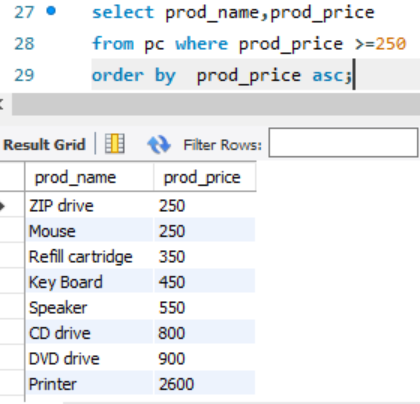 27 select prod_name,prod_price
28 from pc where prod_price >=250
29 order by  prod_price asc;
Result Grid Filter Rows:
prod_name prod_price
ZIP drive 250
Mouse 250
Refill cartridge 350
Key Board 450
Speaker 550
CD drive 800
DVD drive 900
Printer 2600